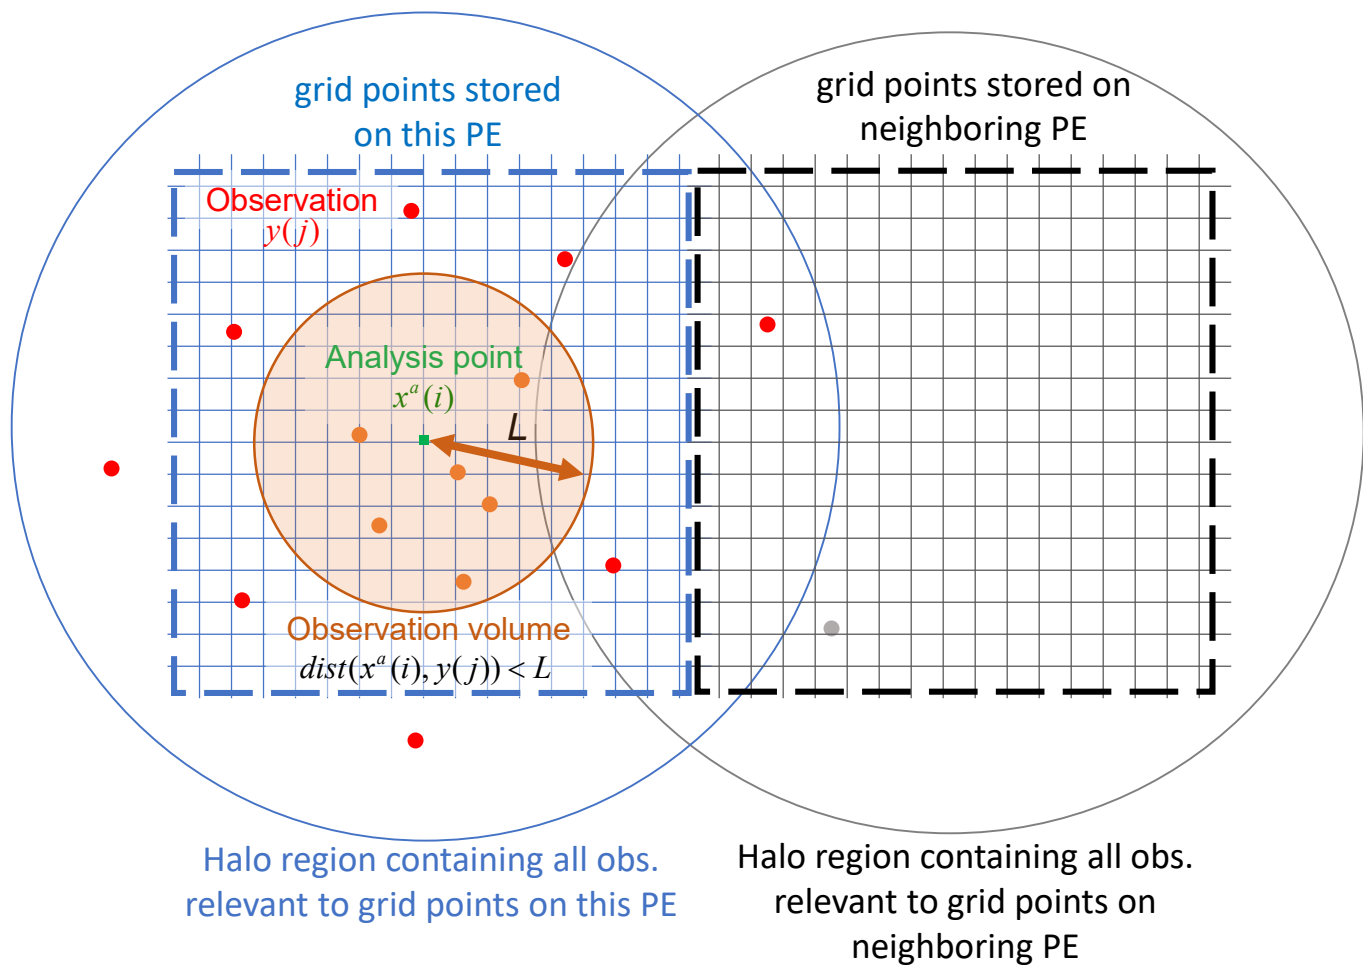 grid points stored
on this PE
grid points stored on
neighboring PE
Observation
y(j)
Analysis point
x^a(i)
L
Observation volume
dist(x^a(i), y(j)) < L
Halo region containing all obs.
relevant to grid points on this PE
Halo region containing all obs.
relevant to grid points on
neighboring PE